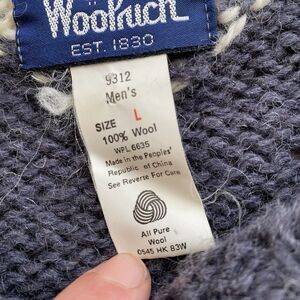 Woolrich
EST. 1830
9312
Men's
SIZE L
100% Wool
WPL 6635
Made in the Peoples'
Republic of China
See Reverse For Care
All Pure
Wool
0545 HK B3W